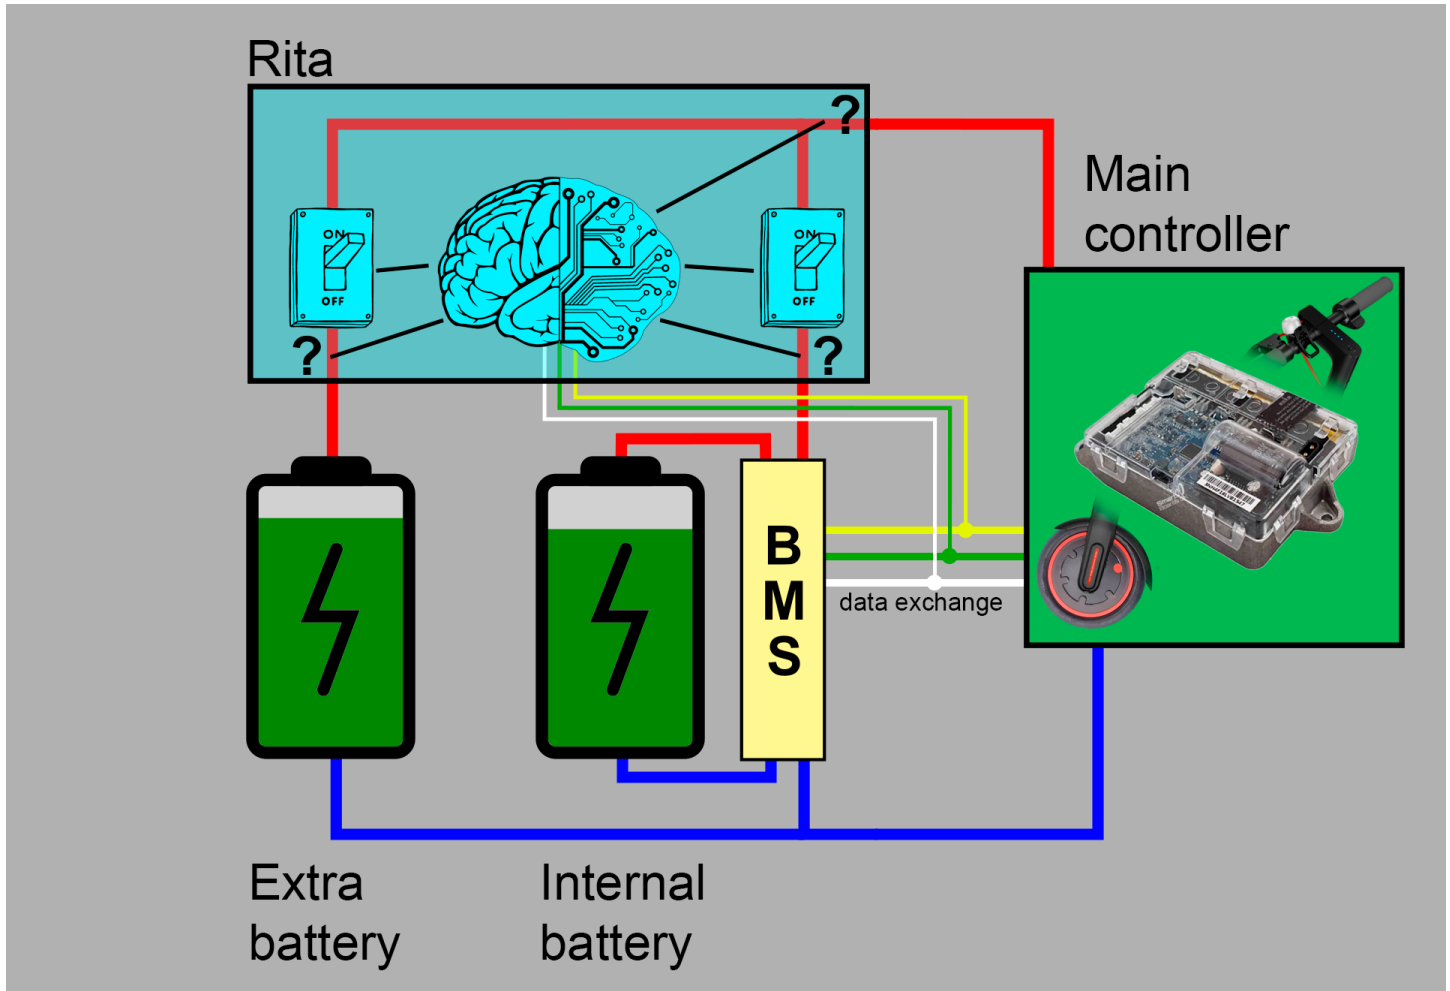 Rita
?
Main
controller
ON
OFF
ON
OFF
?
?
B
M
S
data exchange
Extra
battery
Internal
battery